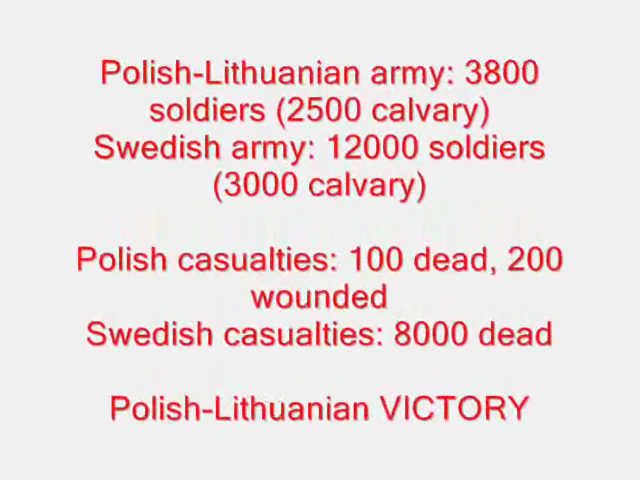 Polish-Lithuanian army: 3800
soldiers (2500 calvary)
Swedish army: 12000 soldiers
(3000 calvary)
Polish casualties: 100 dead, 200
wounded
Swedish casualties: 8000 dead
Polish-Lithuanian VICTORY